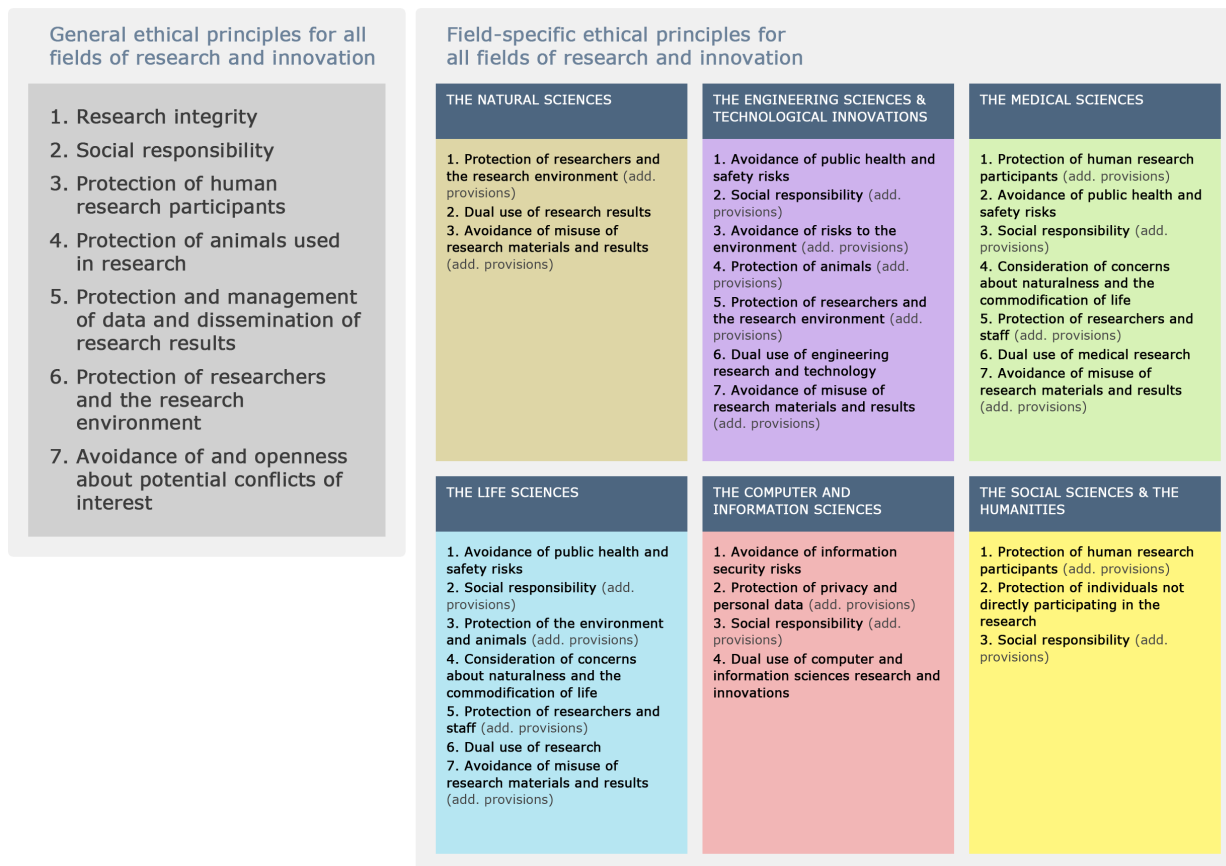 General ethical principles for all
fields of research and innovation
1. Research integrity
2. Social responsibility
3. Protection of human
research participants
4. Protection of animals used
in research
5. Protection and management
of data and dissemination of
research results
6. Protection of researchers
and the research
environment
7. Avoidance of and openness
about potential conflicts of
interest
Field-specific ethical principles for
all fields of research and innovation
THE NATURAL SCIENCES
1. Protection of researchers and
the research environment (add.
provisions)
2. Dual use of research results
3. Avoidance of misuse of
research materials and results
(add. provisions)
THE ENGINEERING SCIENCES &
TECHNOLOGICAL INNOVATIONS
1. Avoidance of public health and
safety risks
2. Social responsibility (add.
provisions)
3. Avoidance of risks to the
environment (add. provisions)
4. Protection of animals (add.
provisions)
5. Protection of researchers and
the research environment (add.
provisions)
6. Dual use of engineering
research and technology
7. Avoidance of misuse of
research materials and results
(add. provisions)
THE MEDICAL SCIENCES
1. Protection of human research
participants (add. provisions)
2. Avoidance of public health and
safety risks
3. Social responsibility (add.
provisions)
4. Consideration of concerns
about naturalness and the
commodification of life
5. Protection of researchers and
staff (add. provisions)
6. Dual use of medical research
7. Avoidance of misuse of
research materials and results
(add. provisions)
THE LIFE SCIENCES
1. Avoidance of public health and
safety risks
2. Social responsibility (add.
provisions)
3. Protection of the environment
and animals (add. provisions)
4. Consideration of concerns
about naturalness and the
commodification of life
5. Protection of researchers and
staff (add. provisions)
6. Dual use of research
7. Avoidance of misuse of
research materials and results
(add. provisions)
THE COMPUTER AND
INFORMATION SCIENCES
1. Avoidance of information
security risks
2. Protection of privacy and
personal data (add. provisions)
3. Social responsibility (add.
provisions)
4. Dual use of computer and
information sciences research and
innovations
THE SOCIAL SCIENCES & THE
HUMANITIES
1. Protection of human research
participants (add. provisions)
2. Protection of individuals not
directly participating in the
research
3. Social responsibility (add.
provisions)